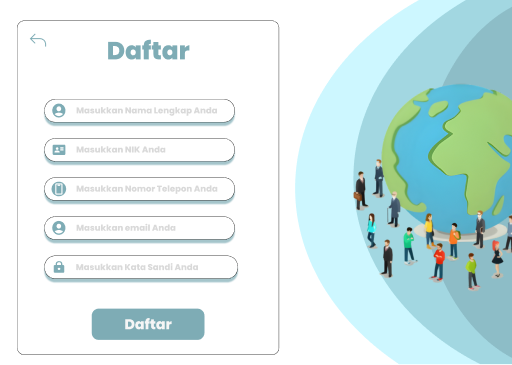 Daftar
Masukkan Nama Lengkap Anda
Masukkan NIK Anda
Masukkan Nomor Telepon Anda
Masukkan email Anda
Masukkan Kata Sandi Anda
Daftar